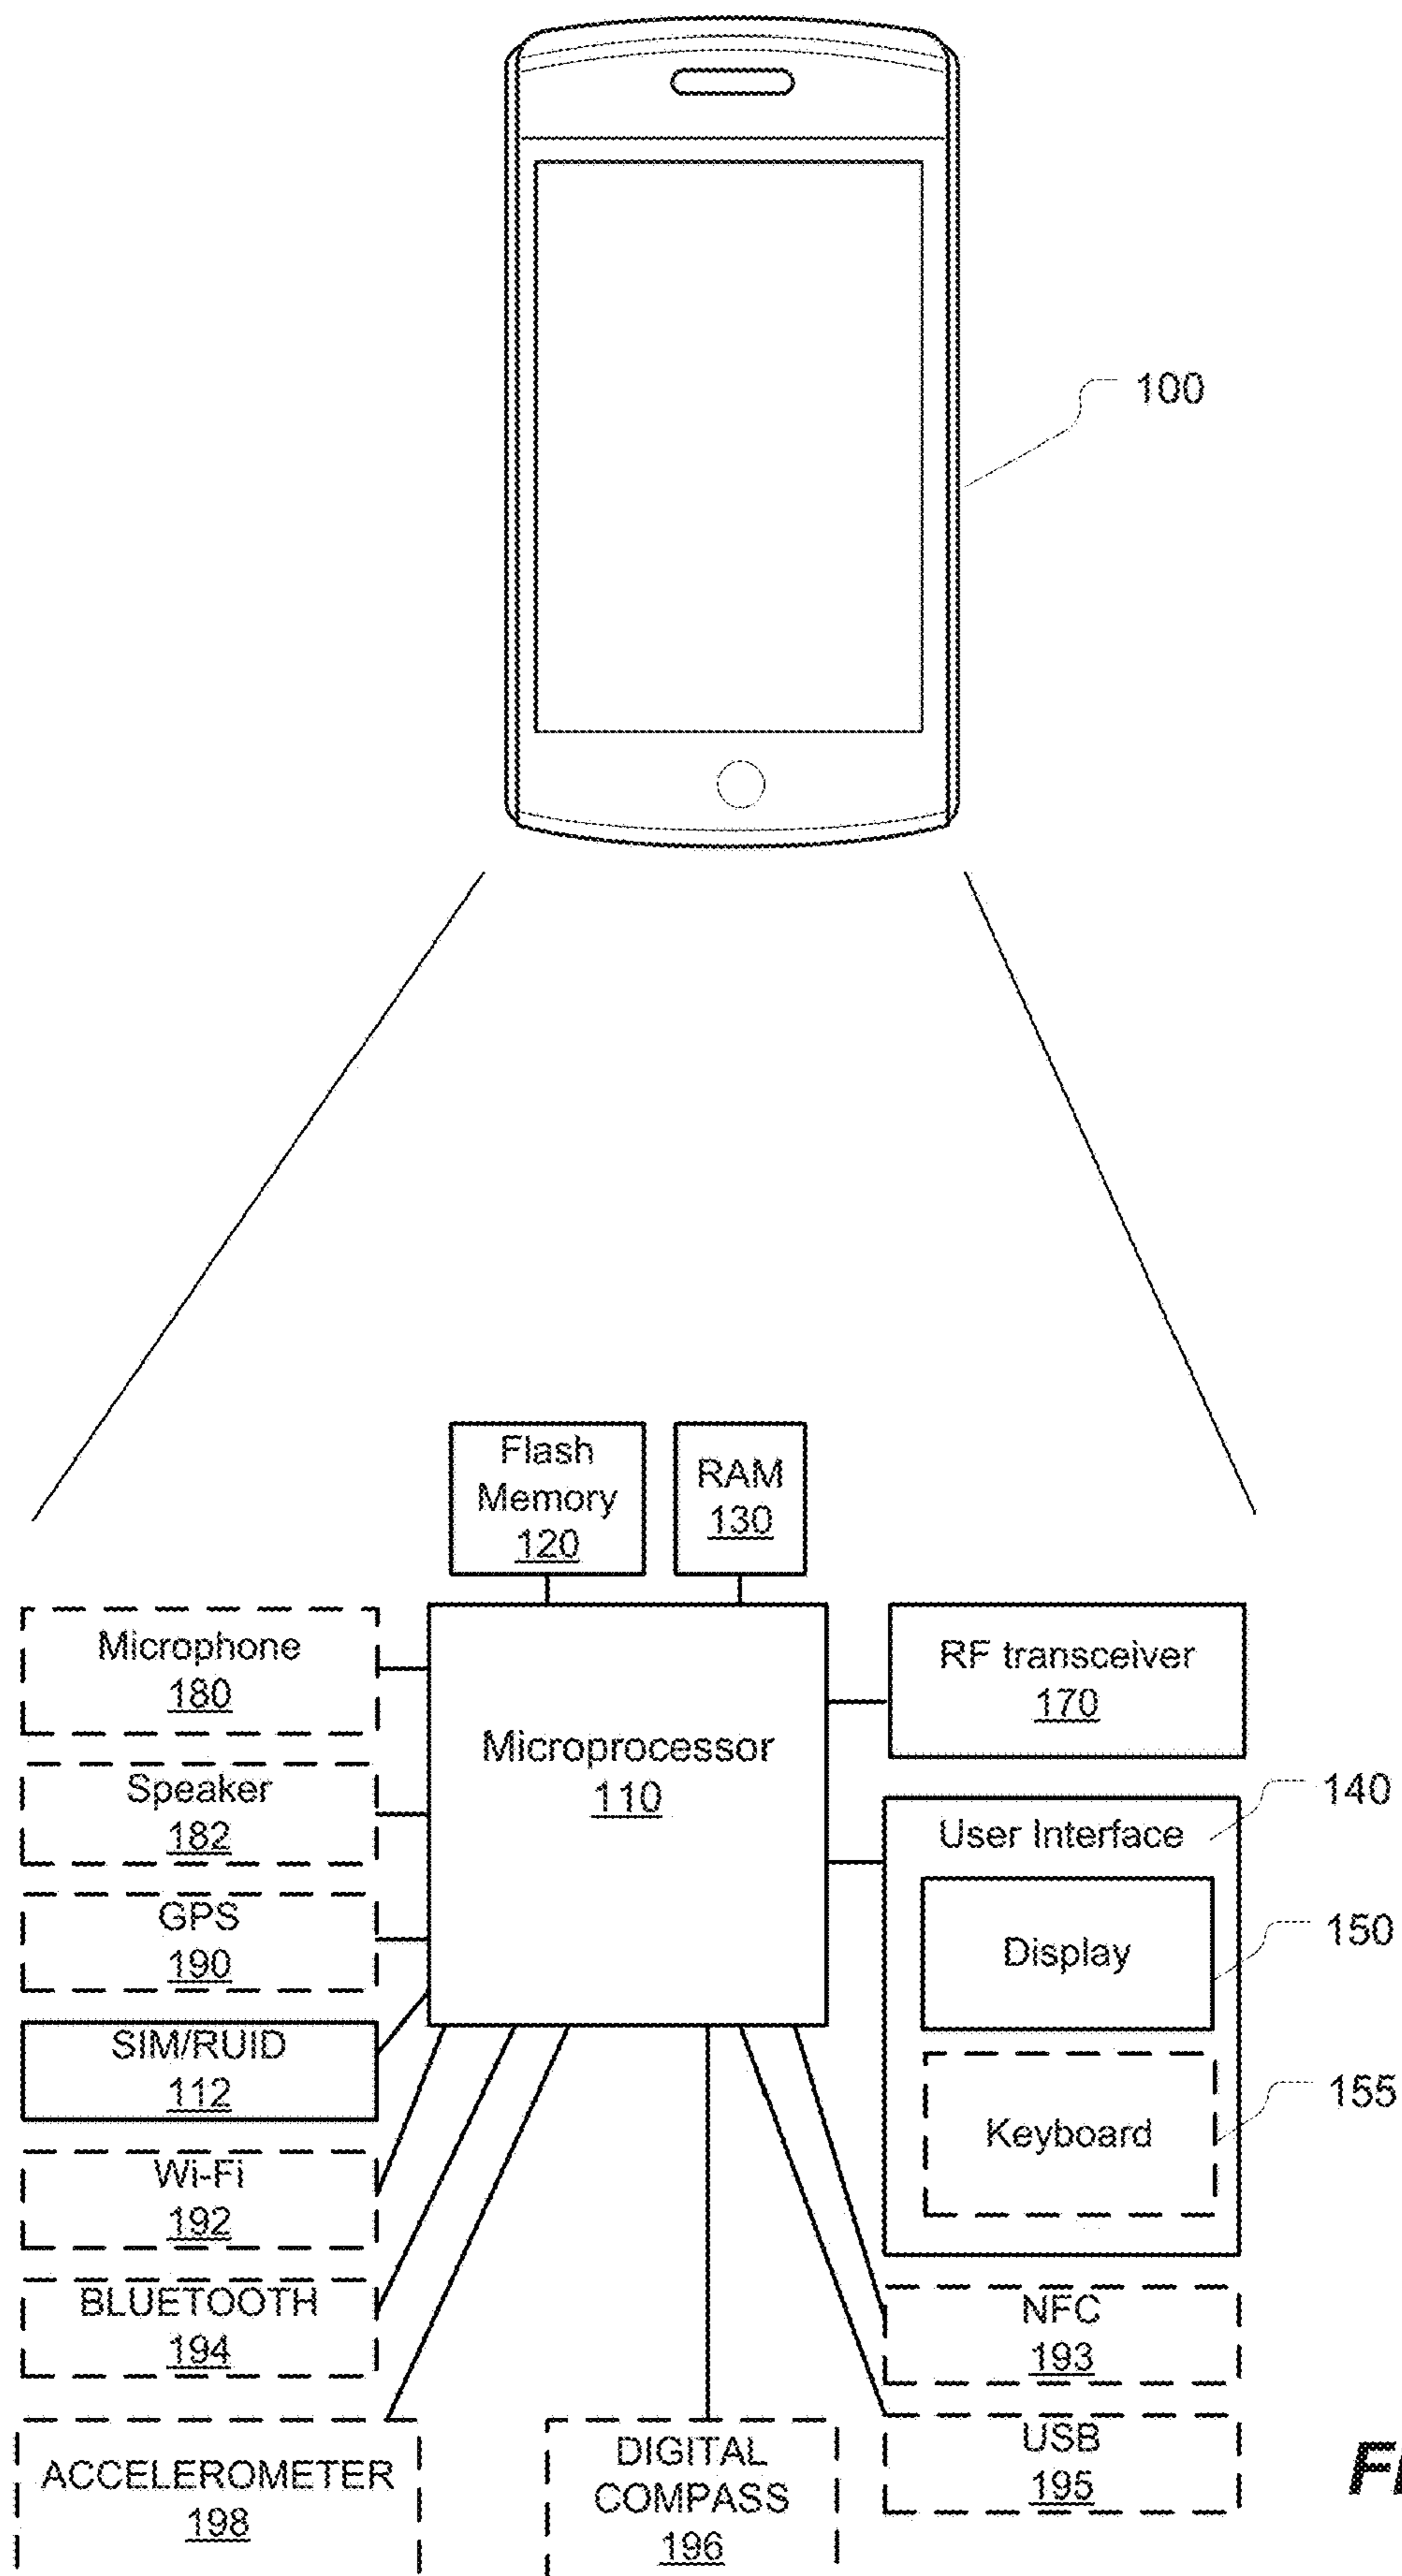 100
Flash
Memory
120
RAM
130
Microphone
180
Speaker
182
GPS
190
SIM/RUID
112
Wi-Fi
192
BLUETOOTH
194
ACCELEROMETER
198
Microprocessor
110
DIGITAL
COMPASS
196
RF transceiver
170
User Interface
140
Display
150
Keyboard
155
NFC
193
USB
195